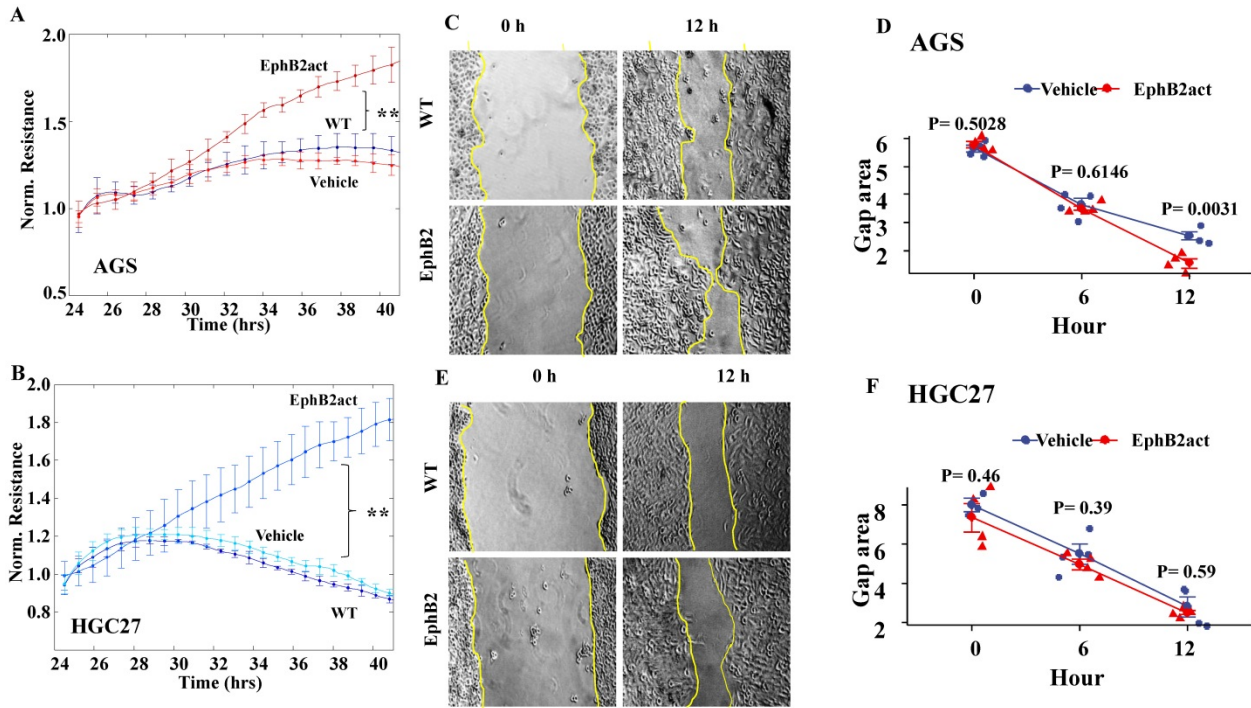 A
2.0
1.8
1.5
1.0
0.5
Norm. Resistance
EphB2act
WT
**
Vehicle
AGS
24 26 28 30 32 34 36 38 40
Time (hrs)
B
2.0
1.8
1.6
1.4
1.2
1.0
0.8
Norm. Resistance
EphB2act
Vehicle
**
WT
HGC27
24 26 28 30 32 34 36 38 40
Time (hrs)
C
0 h 12 h
WT
EphB2
E
0 h 12 h
WT
EphB2
D
AGS
Vehicle EphB2act
P= 0.5028
P= 0.6146
P= 0.0031
6
5
4
3
2
Gap area
0 6 12
Hour
F
HGC27
Vehicle EphB2act
P= 0.46
P= 0.39
P= 0.59
8
6
4
2
Gap area
0 6 12
Hour